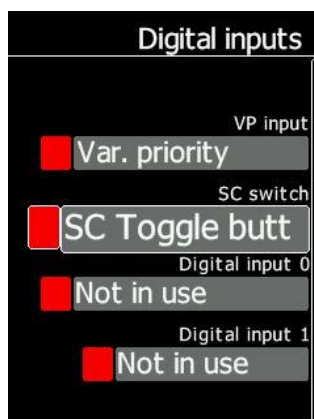 Digital inputs
VP input
Var. priority
SC switch
SC Toggle butt
Digital input 0
Not in use
Digital input 1
Not in use